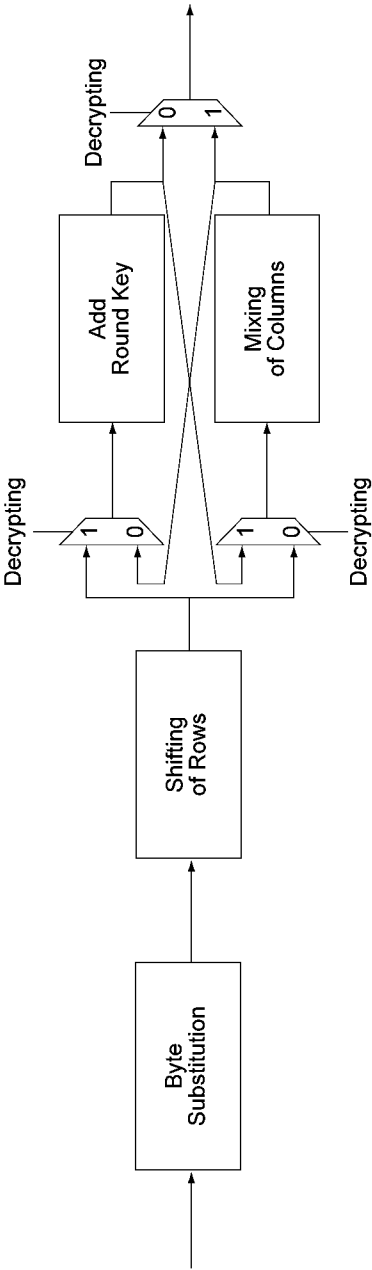 Byte
Substitution
Shifting
of Rows
Decrypting
1
0
1
0
Decrypting
Add
Round Key
Mixing
of Columns
Decrypting
0
1